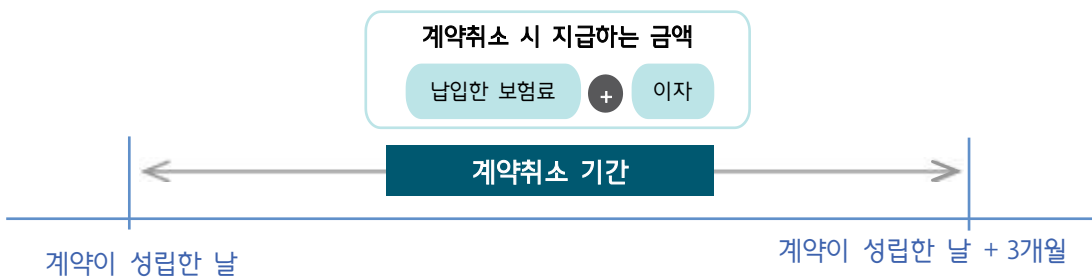 계약취소 시 지급하는 금액
납입한 보험료 + 이자
계약취소 기간
계약이 성립한 날
계약이 성립한 날 + 3개월